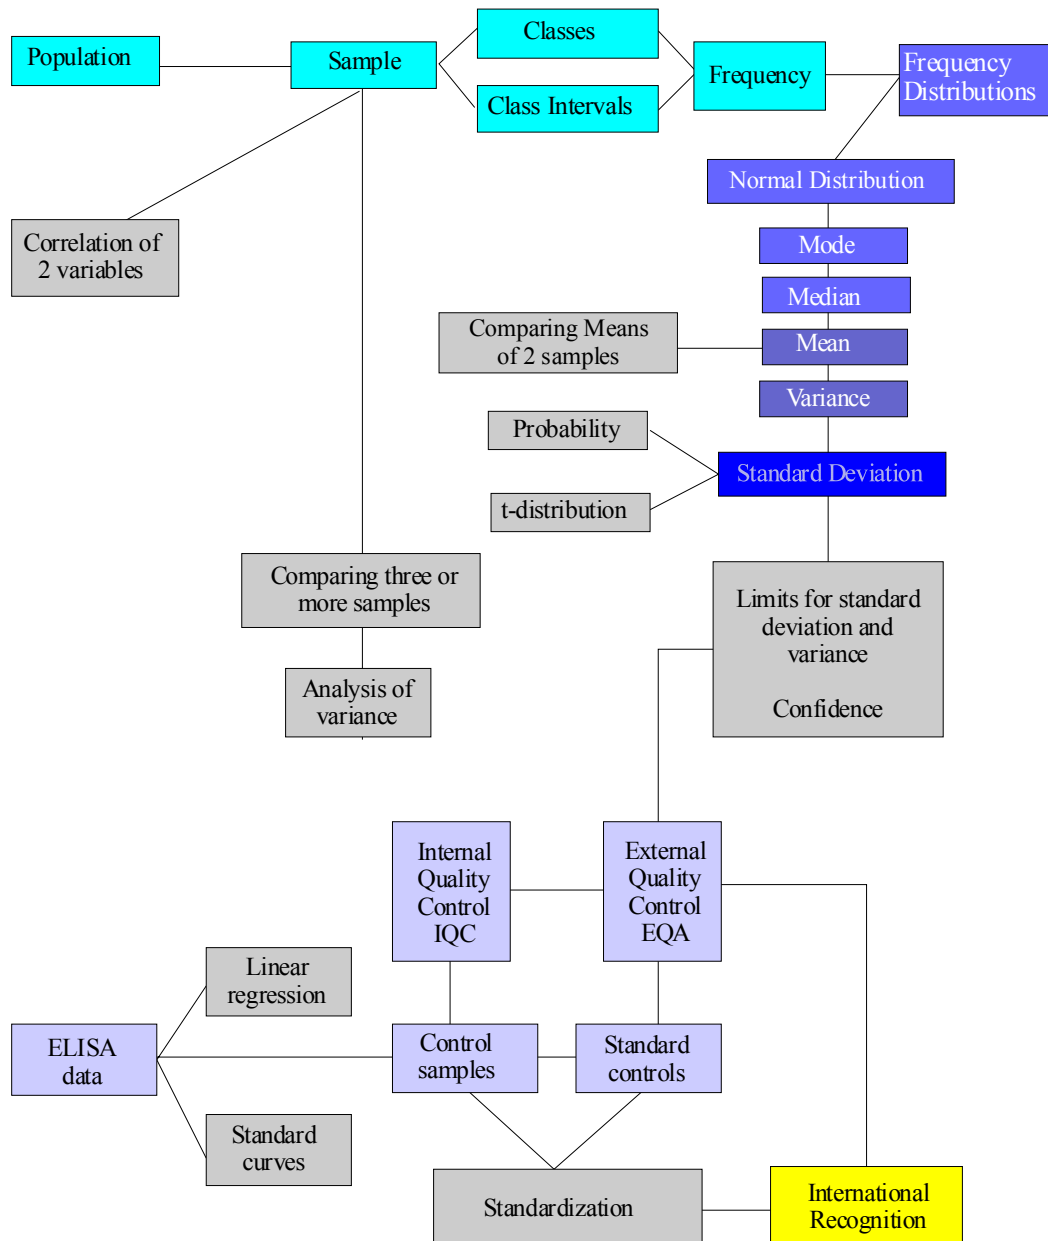 Population
Sample
Classes
Class Intervals
Frequency
Frequency
Distributions
Normal Distribution
Correlation of
2 variables
Mode
Median
Comparing Means
of 2 samples
Mean
Variance
Probability
Standard Deviation
t-distribution
Comparing three or
more samples
Limits for standard
deviation and
variance
Confidence
Analysis of
variance
Internal
Quality
Control
IQC
External
Quality
Control
EQA
Linear
regression
ELISA
data
Control
samples
Standard
controls
Standard
curves
Standardization
International
Recognition